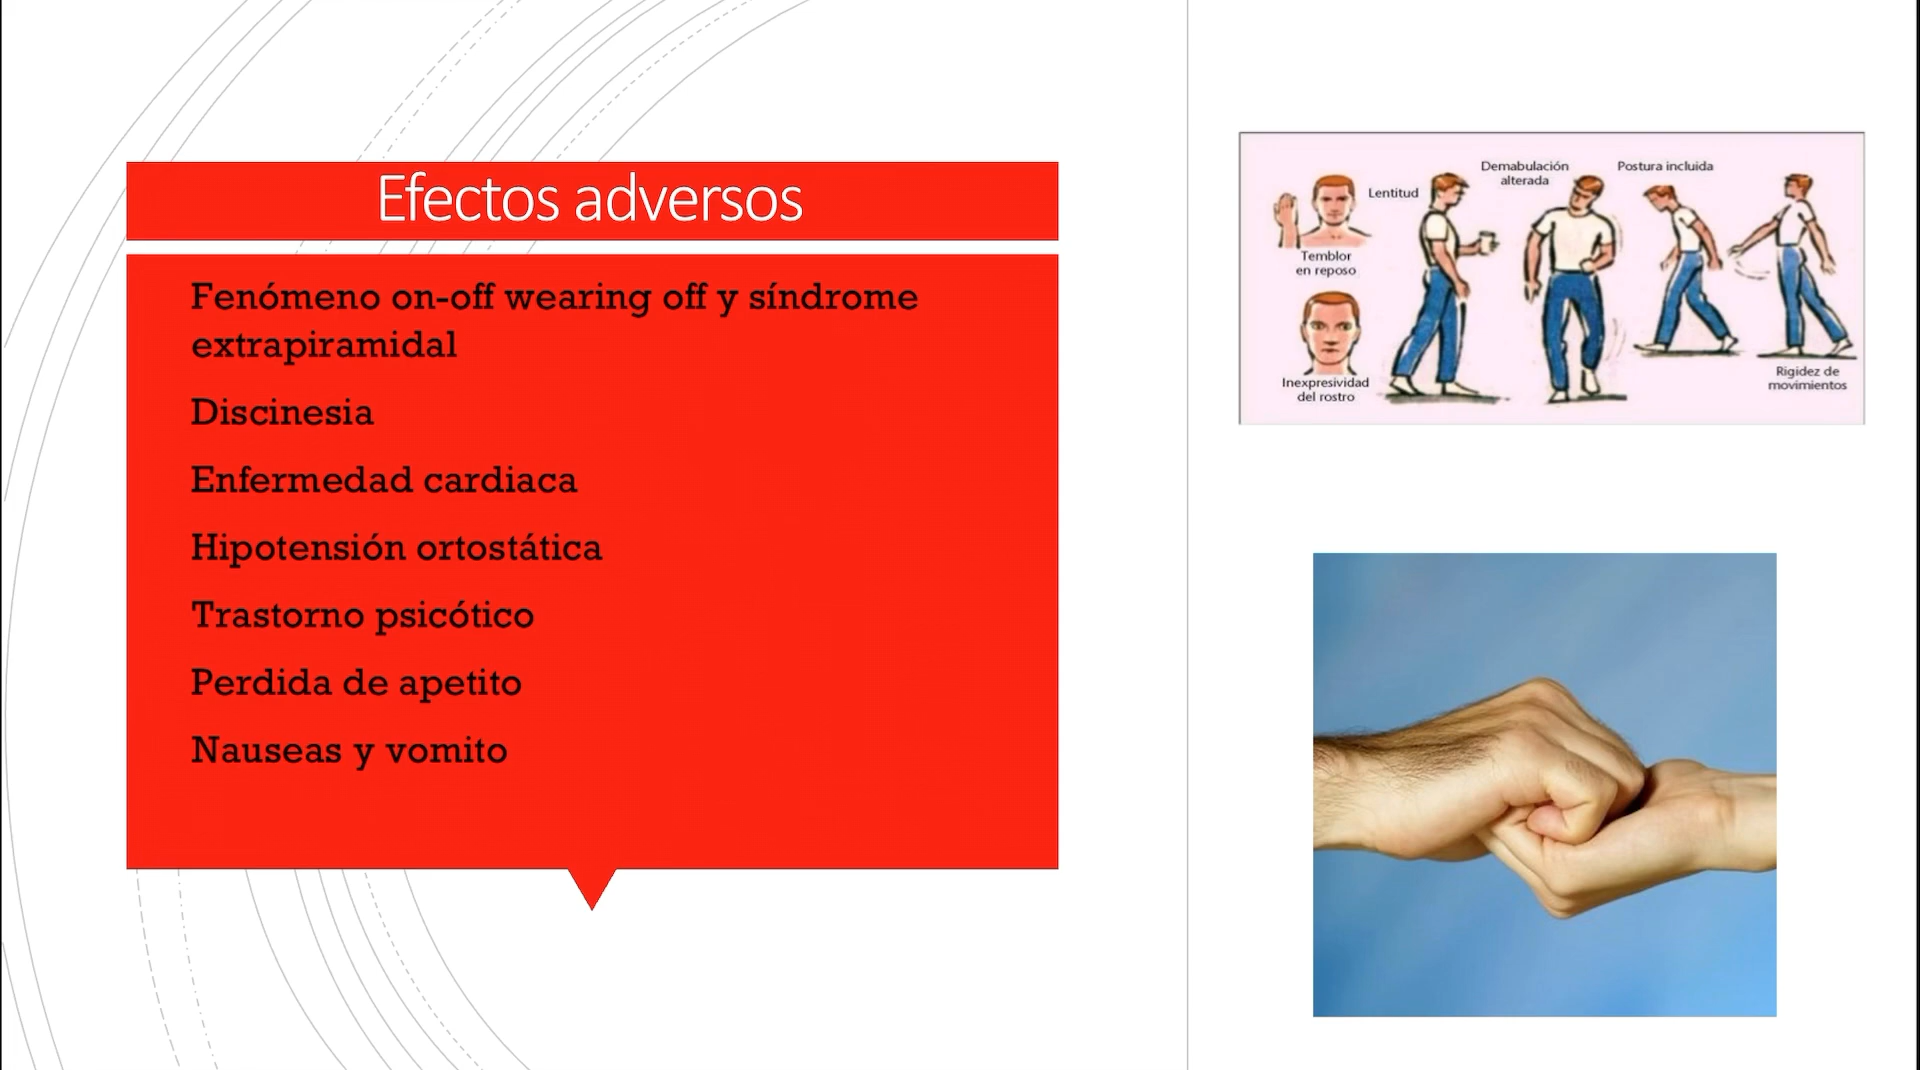 Efectos adversos
Fenómeno on-off wearing off y síndrome
extrapiramidal
Discinesia
Enfermedad cardiaca
Hipotensión ortostática
Trastorno psicótico
Perdida de apetito
Nauseas y vomito
Temblor
en reposo
Inexpresividad
del rostro
Lentitud
Demabulación
alterada
Postura incluida
Rigidez de
movimientos